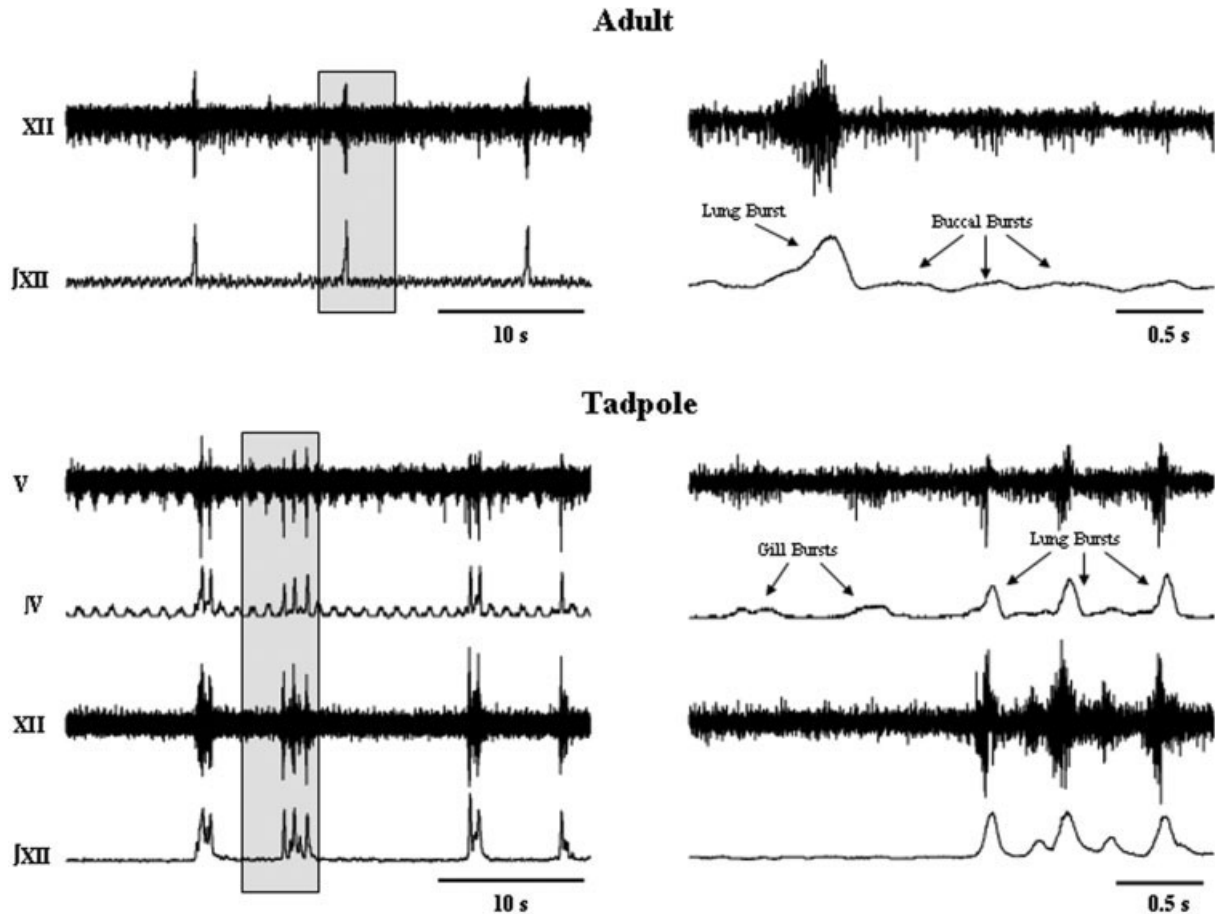 Adult
XII
Lung Burst
Buccal Bursts
∫XII
10 s
0.5 s
Tadpole
V
Gill Bursts
Lung Bursts
∫V
XII
∫XII
10 s
0.5 s